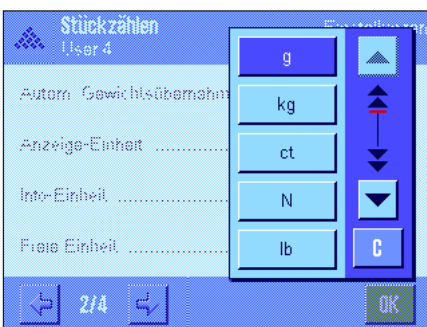 Stückzählen
User 4
g
Autom. Gewichtsübernahm
kg
Anzeige-Einheit ............
ct
Info-Einheit ................
N
Freie Einheit ..............
lb
C
2/4
OK